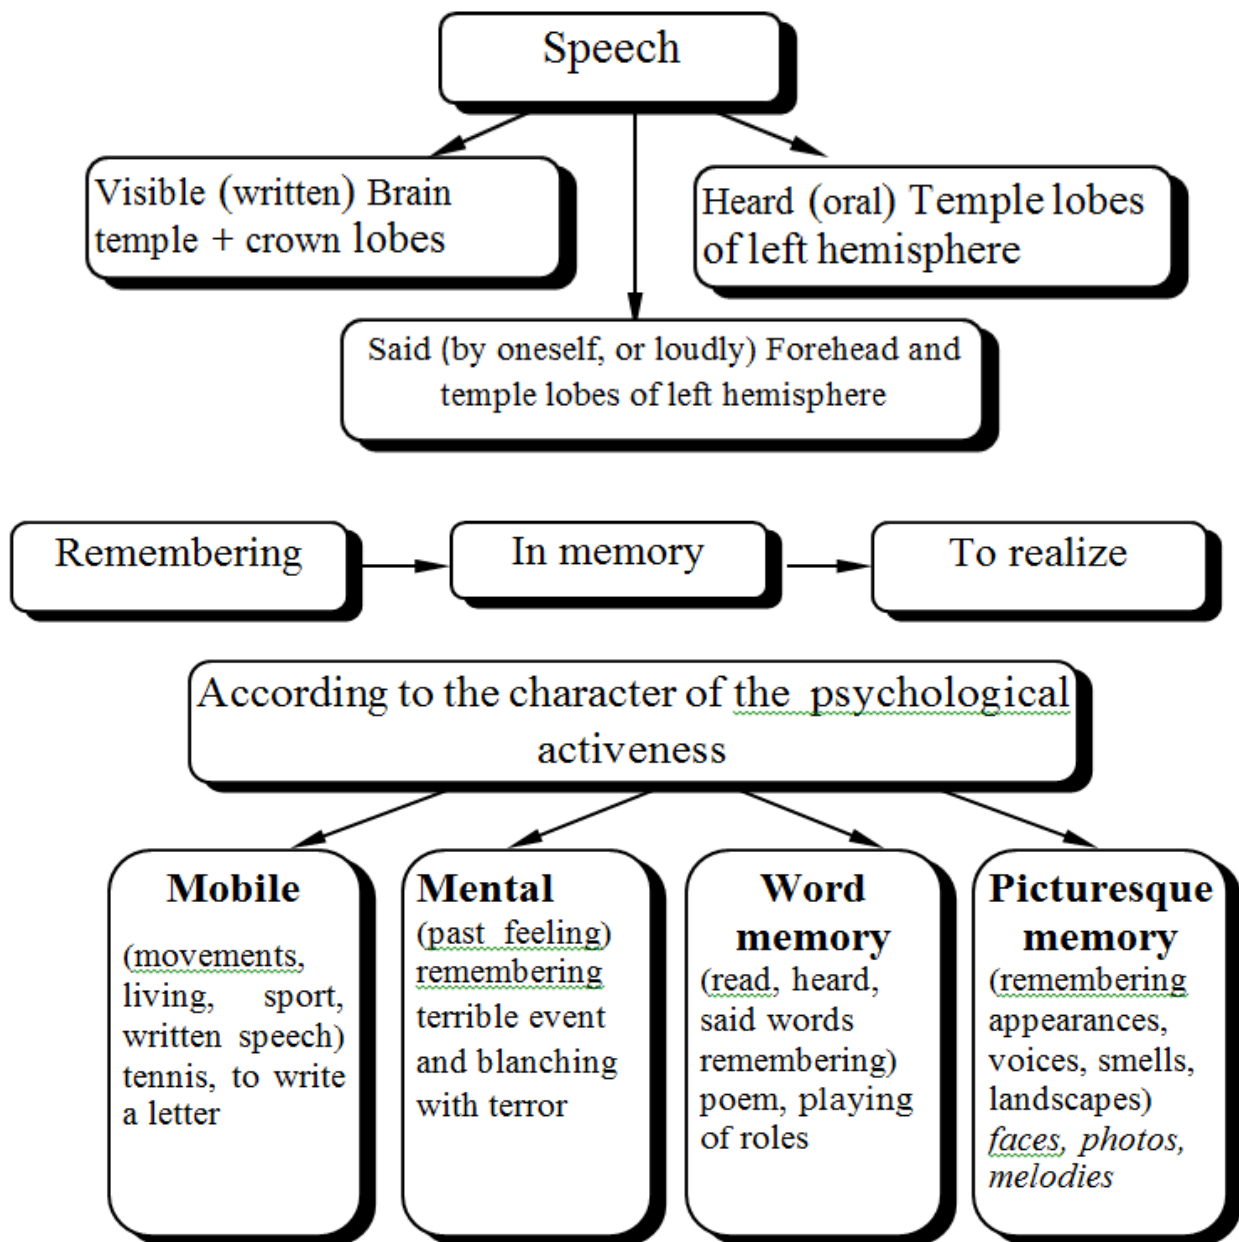 Speech
Visible (written) Brain
temple + crown lobes
Heard (oral) Temple lobes
of left hemisphere
Said (by oneself, or loudly) Forehead and
temple lobes of left hemisphere
Remembering
In memory
To realize
According to the character of the psychological
activeness
Mobile
(movements,
living, sport,
written speech)
tennis, to write
a letter
Mental
(past feeling)
remembering
terrible event
and blanching
with terror
Word
memory
(read, heard,
said words
remembering)
poem, playing
of roles
Picturesque
memory
(remembering
appearances,
voices, smells,
landscapes)
faces, photos,
melodies